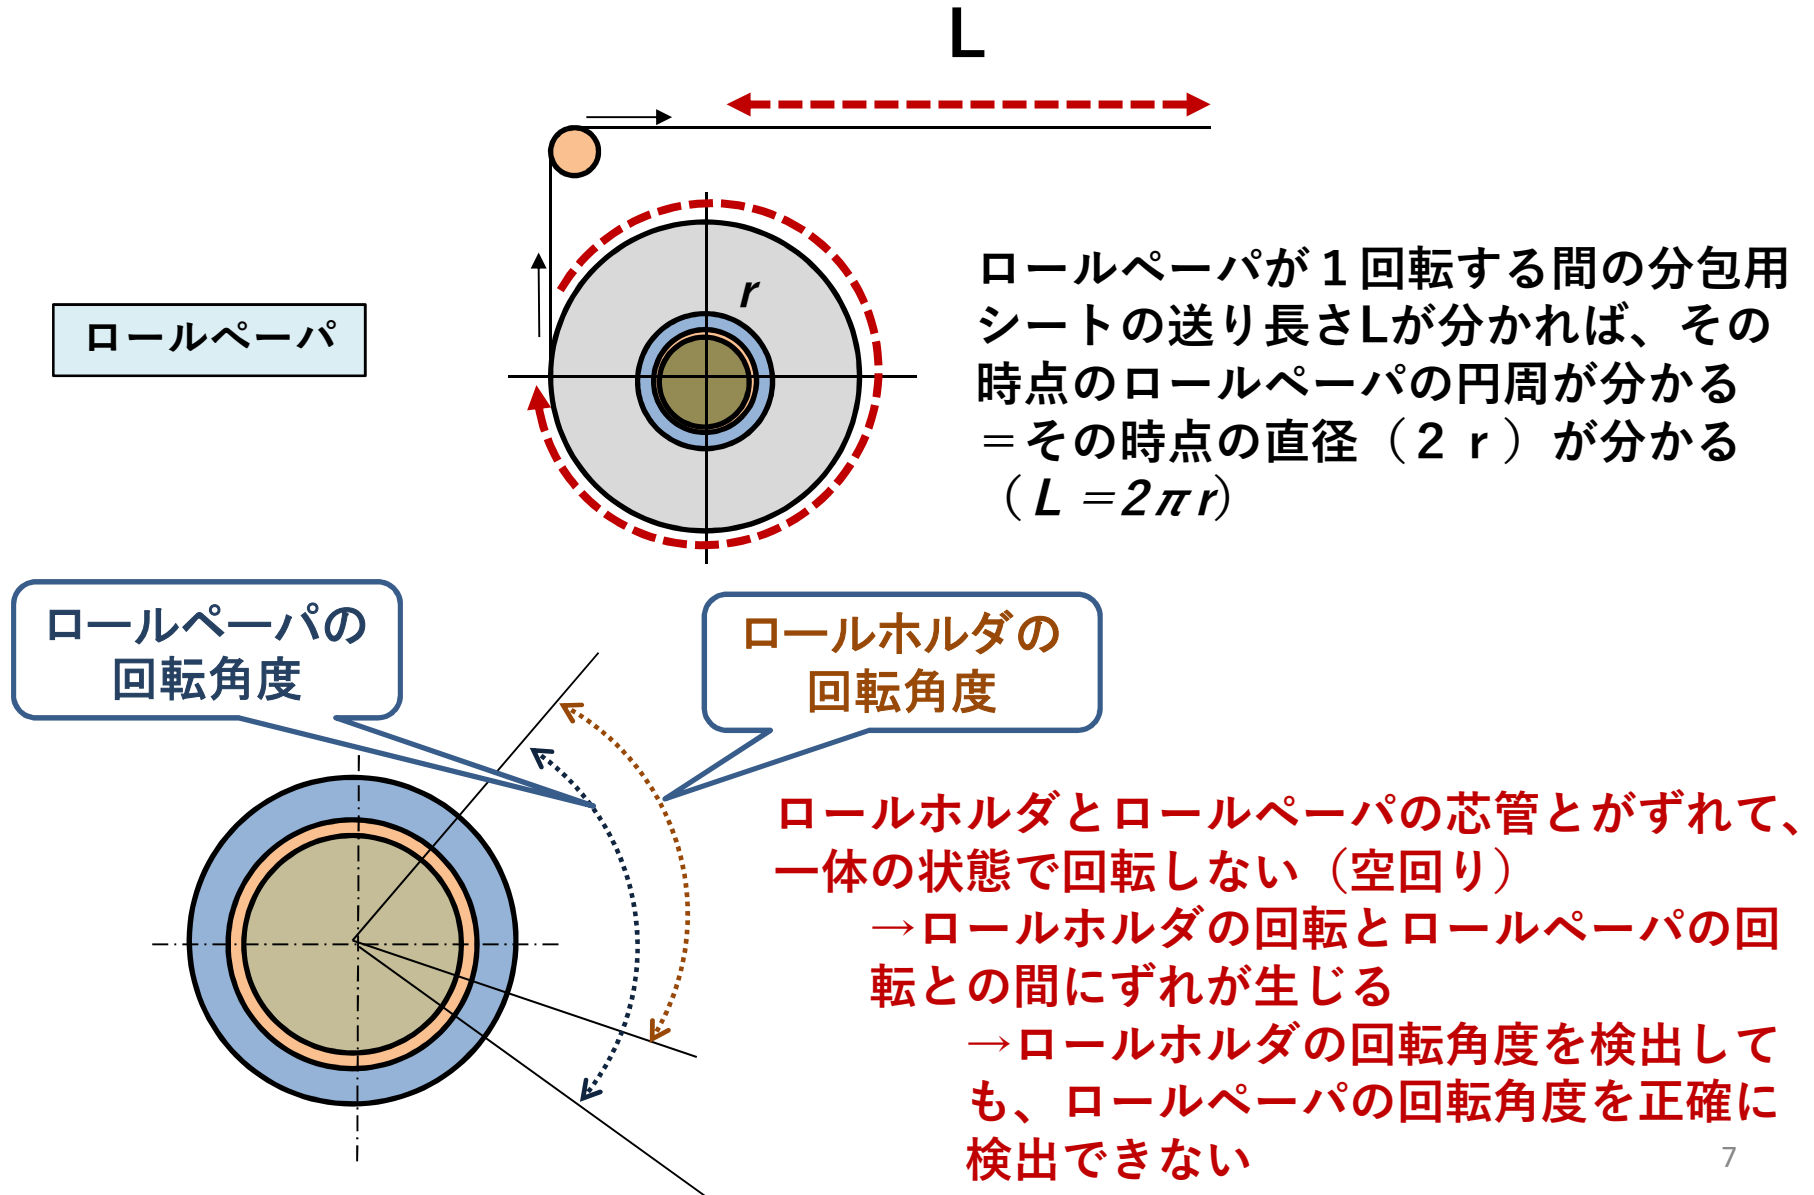 L
r
ロールペーパ
ロールペーパが１回転する間の分包用
シートの送り長さLが分かれば、その
時点のロールペーパの円周が分かる
＝その時点の直径（２ｒ）が分かる
（L＝2πr）
ロールペーパの
回転角度
ロールホルダの
回転角度
ロールホルダとロールペーパの芯管とがずれて、
一体の状態で回転しない（空回り）
→ロールホルダの回転とロールペーパの回
転との間にずれが生じる
→ロールホルダの回転角度を検出して
も、ロールペーパの回転角度を正確に
検出できない
7